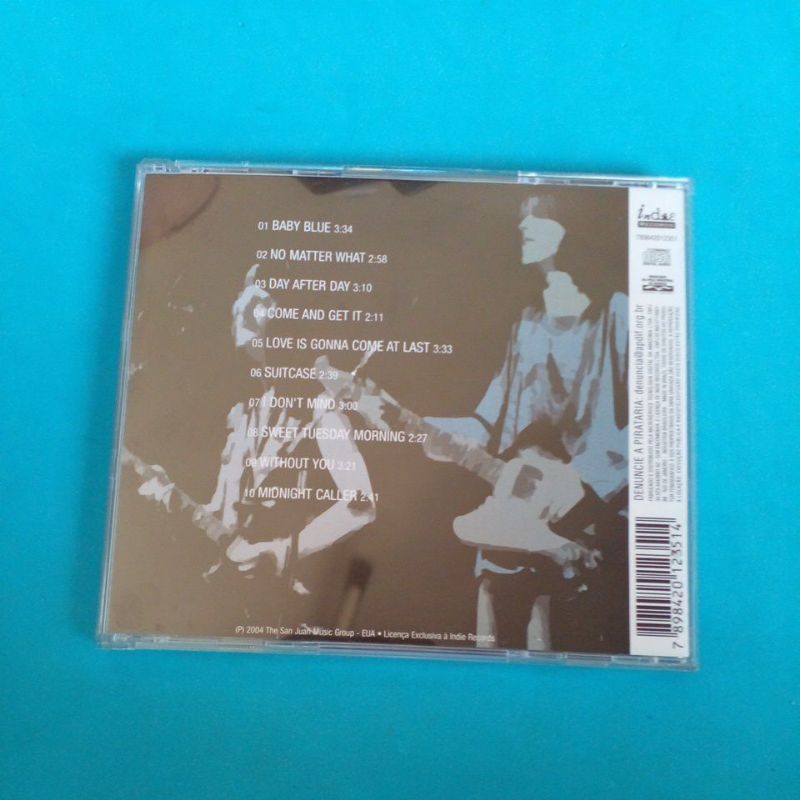 01 BABY BLUE 3:34
02 NO MATTER WHAT 2:58
03 DAY AFTER DAY 3:10
04 COME AND GET IT 2:11
05 LOVE IS GONNA COME AT LAST 3:33
06 SUITCASE 2:39
07 I DON'T MIND 3:00
08 SWEET TUESDAY MORNING 2:27
09 WITHOUT YOU 3:21
10 MIDNIGHT CALLER 2:41
(P) 2004 The San Juan Music Group - EUA • Licença Exclusiva à Indie Records
indie
DENUNCIE A PIRATARIA: denuncia@apdif.org.br
7 898420 123514